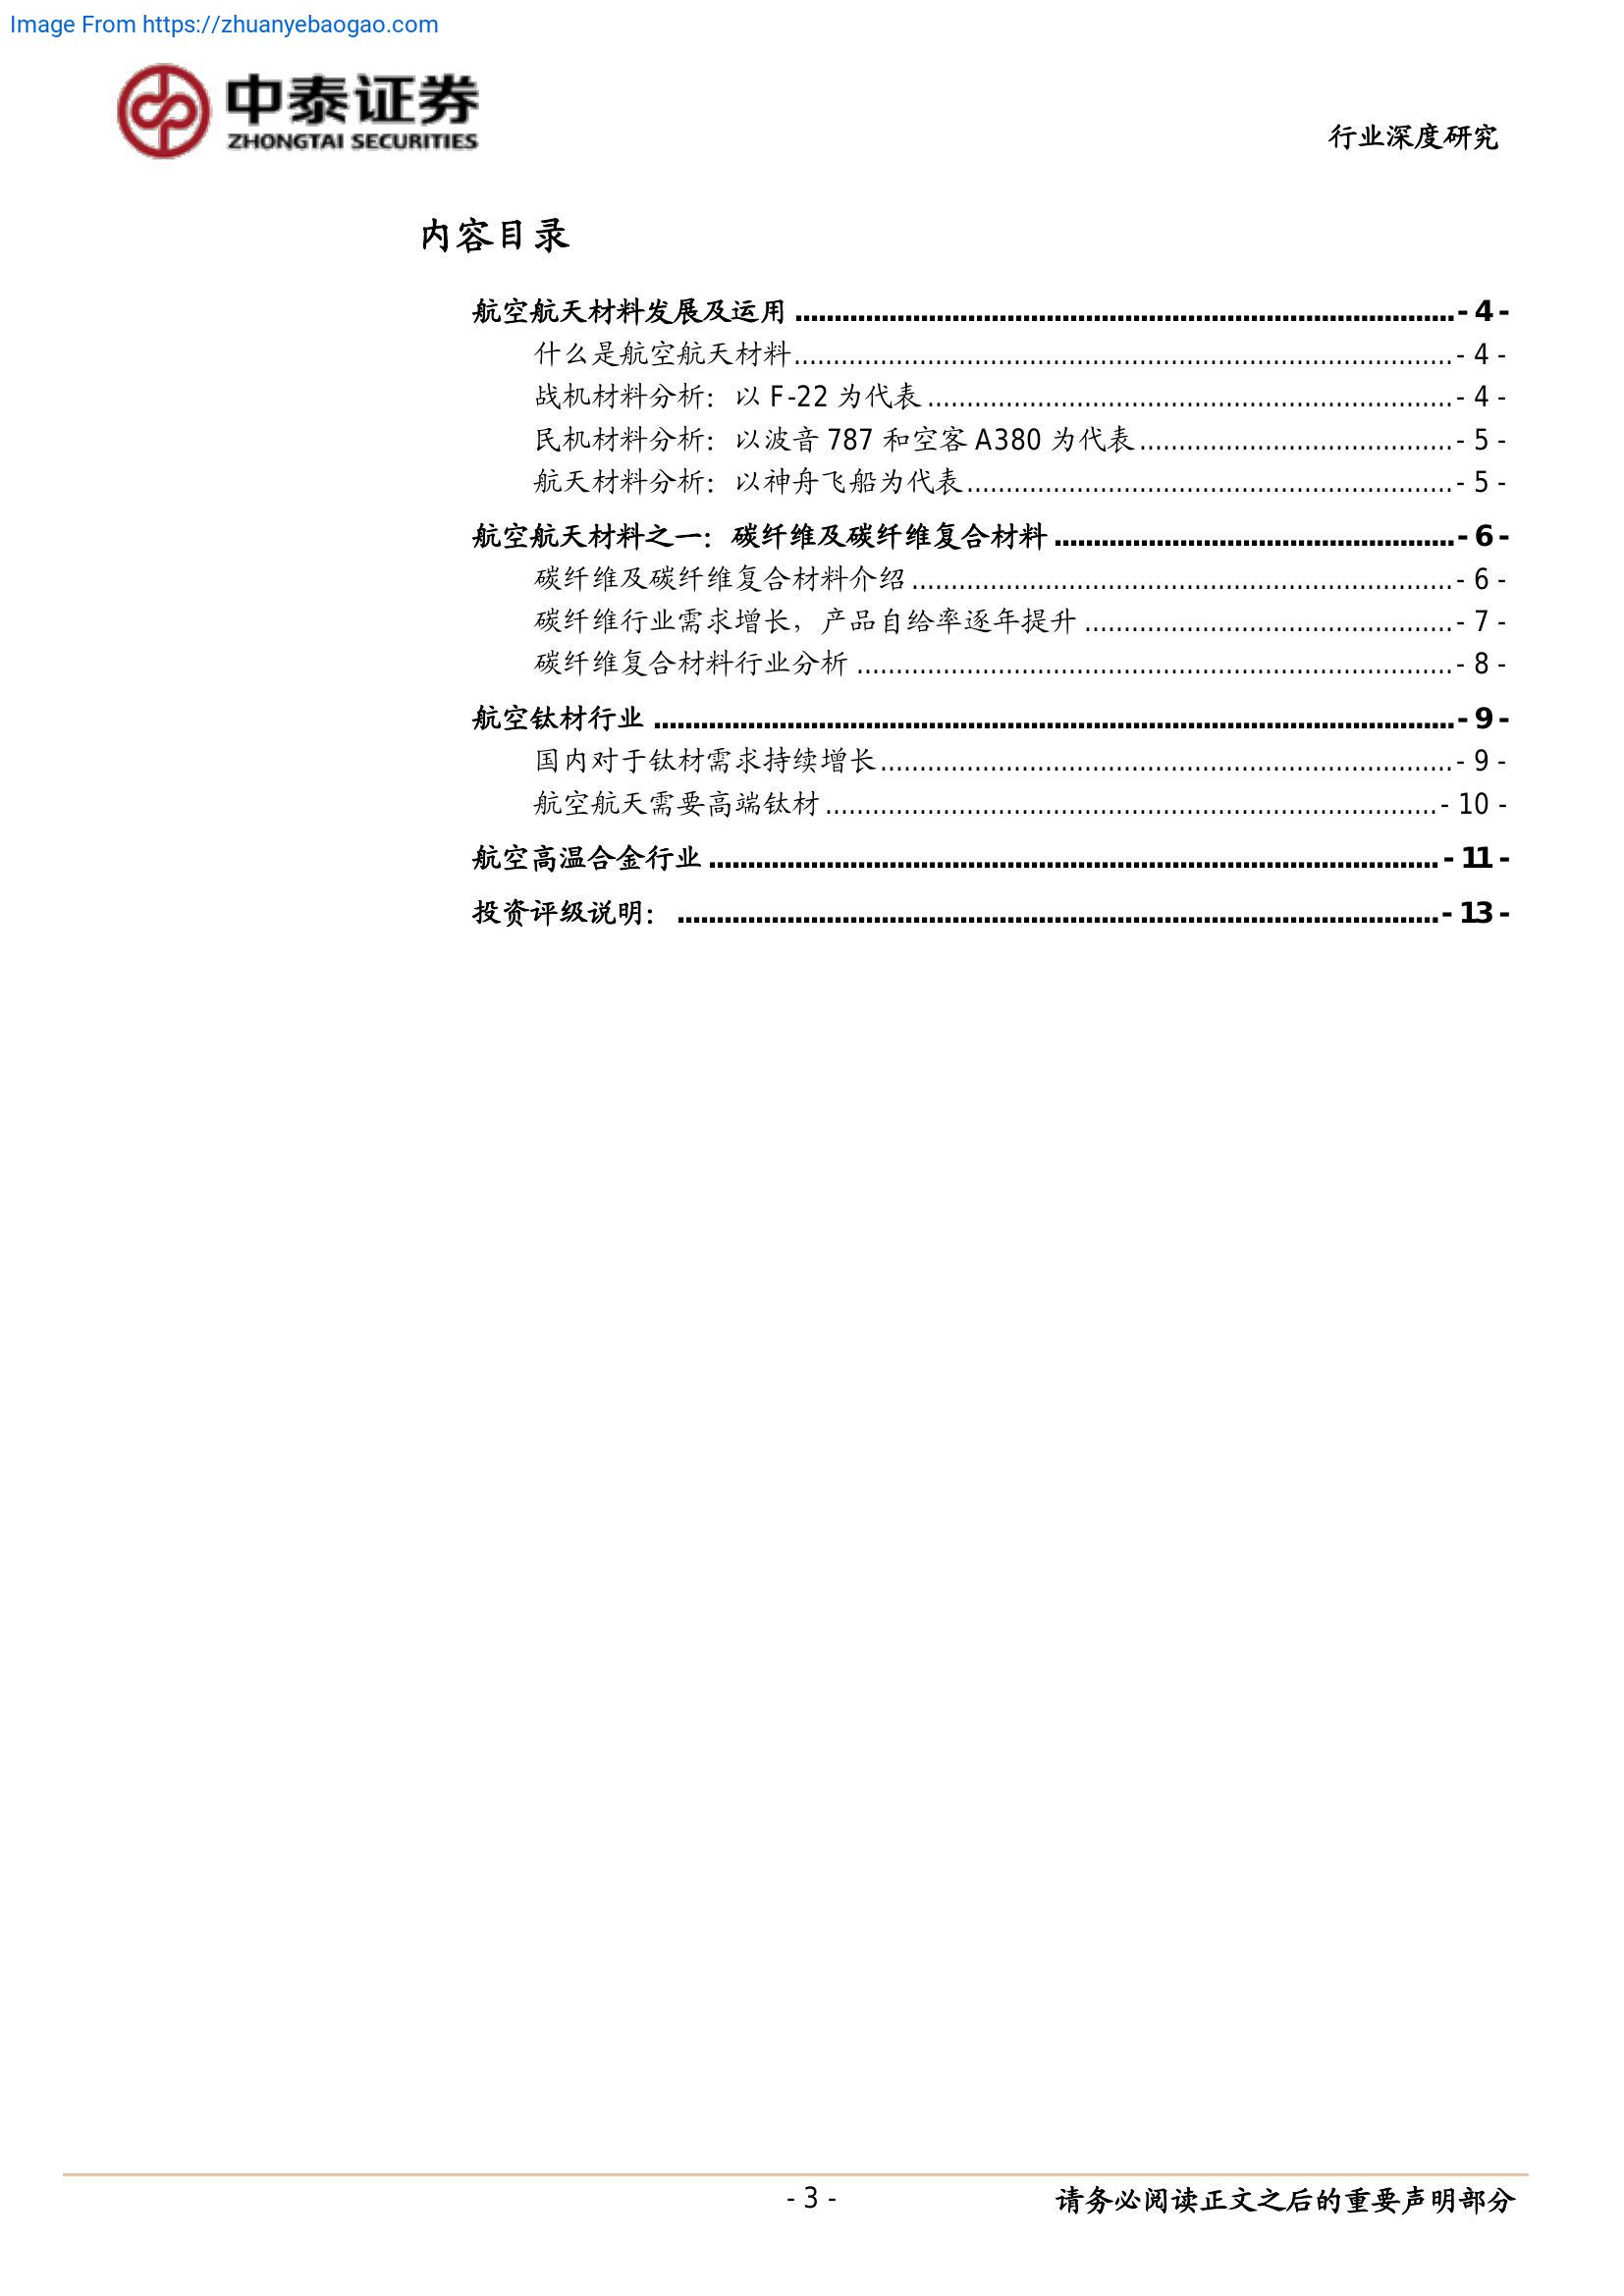 Image From https://zhuanyebaogao.com
中泰证券
ZHONGTAI SECURITIES
行业深度研究
内容目录
航空航天材料发展及运用 ........................................................................ - 4 -
什么是航空航天材料........................................................................ - 4 -
战机材料分析：以 F-22 为代表 ........................................................ - 4 -
民机材料分析：以波音 787 和空客 A380 为代表 ................................ - 5 -
航天材料分析：以神舟飞船为代表.................................................... - 5 -
航空航天材料之一：碳纤维及碳纤维复合材料 .......................................... - 6 -
碳纤维及碳纤维复合材料介绍 .......................................................... - 6 -
碳纤维行业需求增长，产品自给率逐年提升 ...................................... - 7 -
碳纤维复合材料行业分析 ................................................................ - 8 -
航空钛材行业 ...................................................................................... - 9 -
国内对于钛材需求持续增长.............................................................. - 9 -
航空航天需要高端钛材 .................................................................. - 10 -
航空高温合金行业 .............................................................................. - 11 -
投资评级说明： ................................................................................. - 13 -
- 3 -
请务必阅读正文之后的重要声明部分